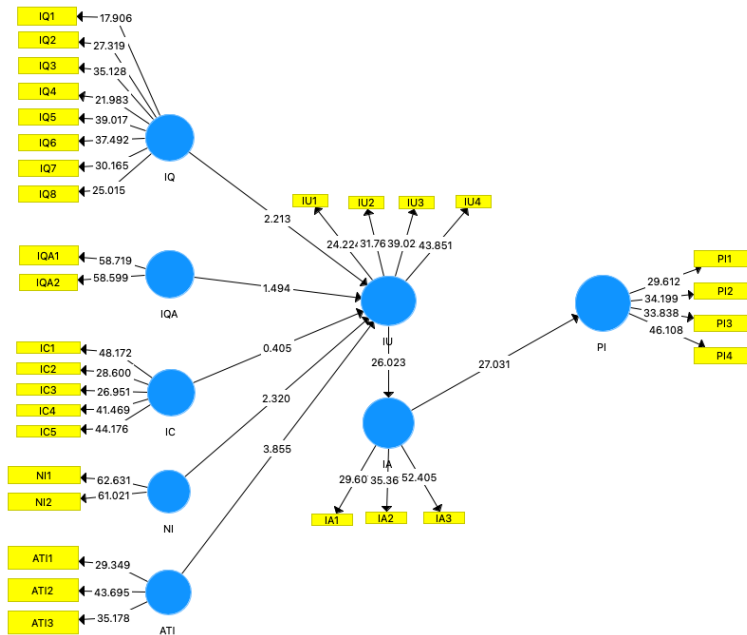 IQ1
17.906
IQ2
27.319
IQ3
35.128
IQ4
21.983
IQ5
39.017
IQ6
37.492
IQ7
30.165
IQ8
25.015
IQ
2.213
IU1
IU2
IU3
IU4
24.224
31.76
39.02
43.851
IQA1
58.719
IQA2
58.599
IQA
1.494
IU
PI1
29.612
PI2
34.199
PI3
33.838
PI4
46.108
PI
IC1
48.172
IC2
28.600
IC3
26.951
IC4
41.469
IC5
44.176
IC
0.405
26.023
27.031
2.320
3.855
IA
29.60
35.36
52.405
IA1
IA2
IA3
NI1
62.631
NI2
61.021
NI
ATI1
29.349
ATI2
43.695
ATI3
35.178
ATI